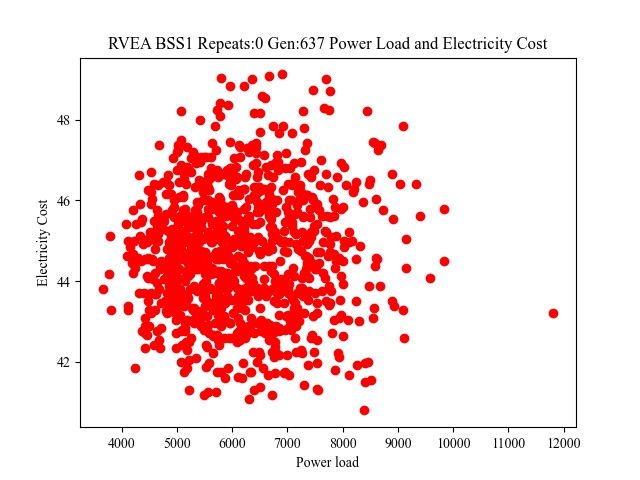 RVEA BSS1 Repeats:0 Gen:637 Power Load and Electricity Cost
48
46
44
42
Electricity Cost
4000 5000 6000 7000 8000 9000 10000 11000 12000
Power load